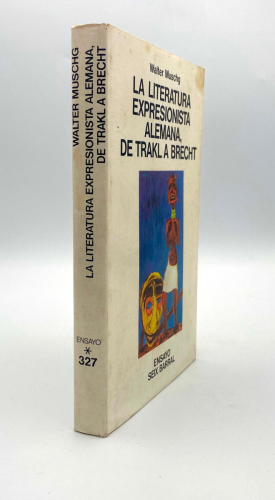 WALTER MUSCHG
LA LITERATURA EXPRESIONISTA ALEMANA,
DE TRAKL A BRECHT
ENSAYO
*
327
Walter Muschg
LA LITERATURA
EXPRESIONISTA
ALEMANA,
DE TRAKL A BRECHT
ENSAYO
SEIX BARRAL